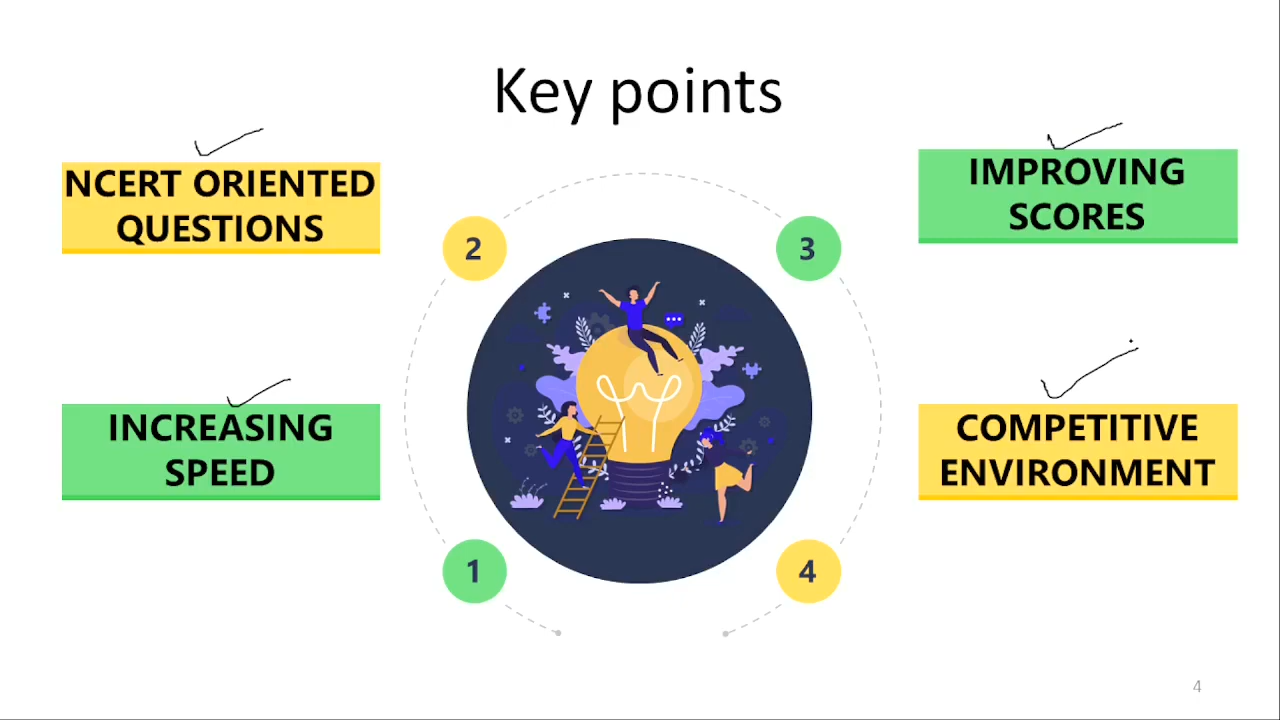 Key points
NCERT ORIENTED
QUESTIONS
IMPROVING
SCORES
2
3
INCREASING
SPEED
COMPETITIVE
ENVIRONMENT
1
4
4